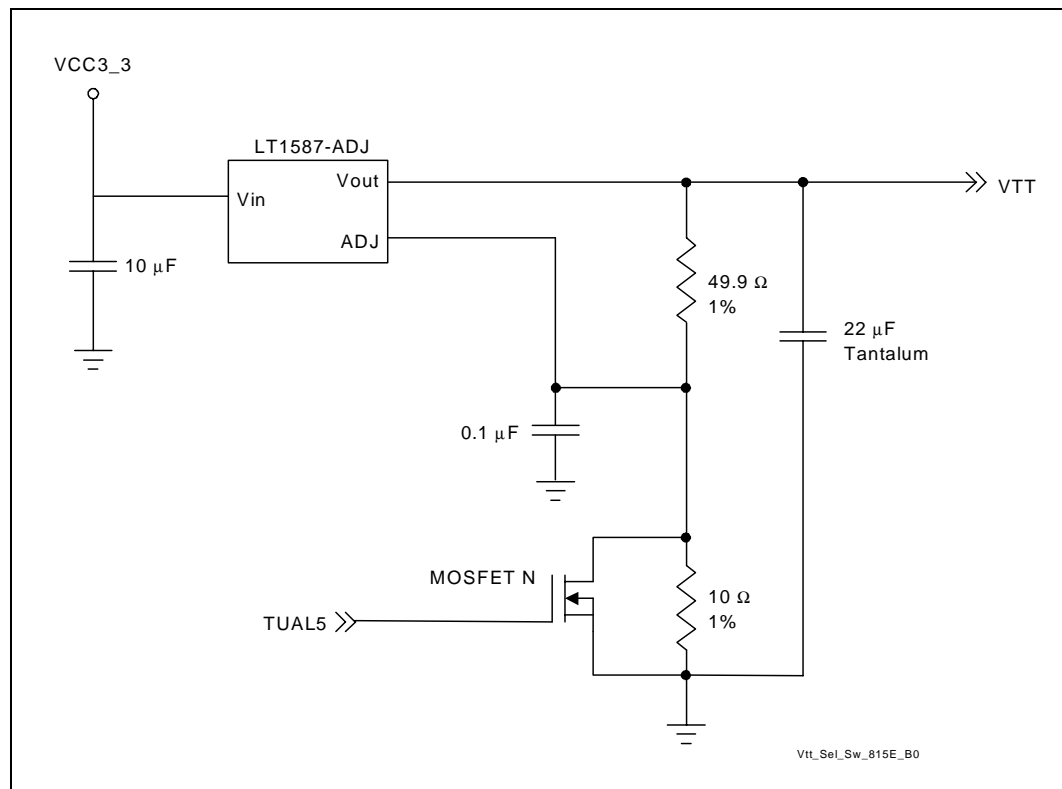 VCC3_3
LT1587-ADJ
Vin
Vout
ADJ
VTT
10 μF
49.9 Ω
1%
22 μF
Tantalum
0.1 μF
MOSFET N
TUAL5
10 Ω
1%
Vtt_Sel_Sw_815E_B0